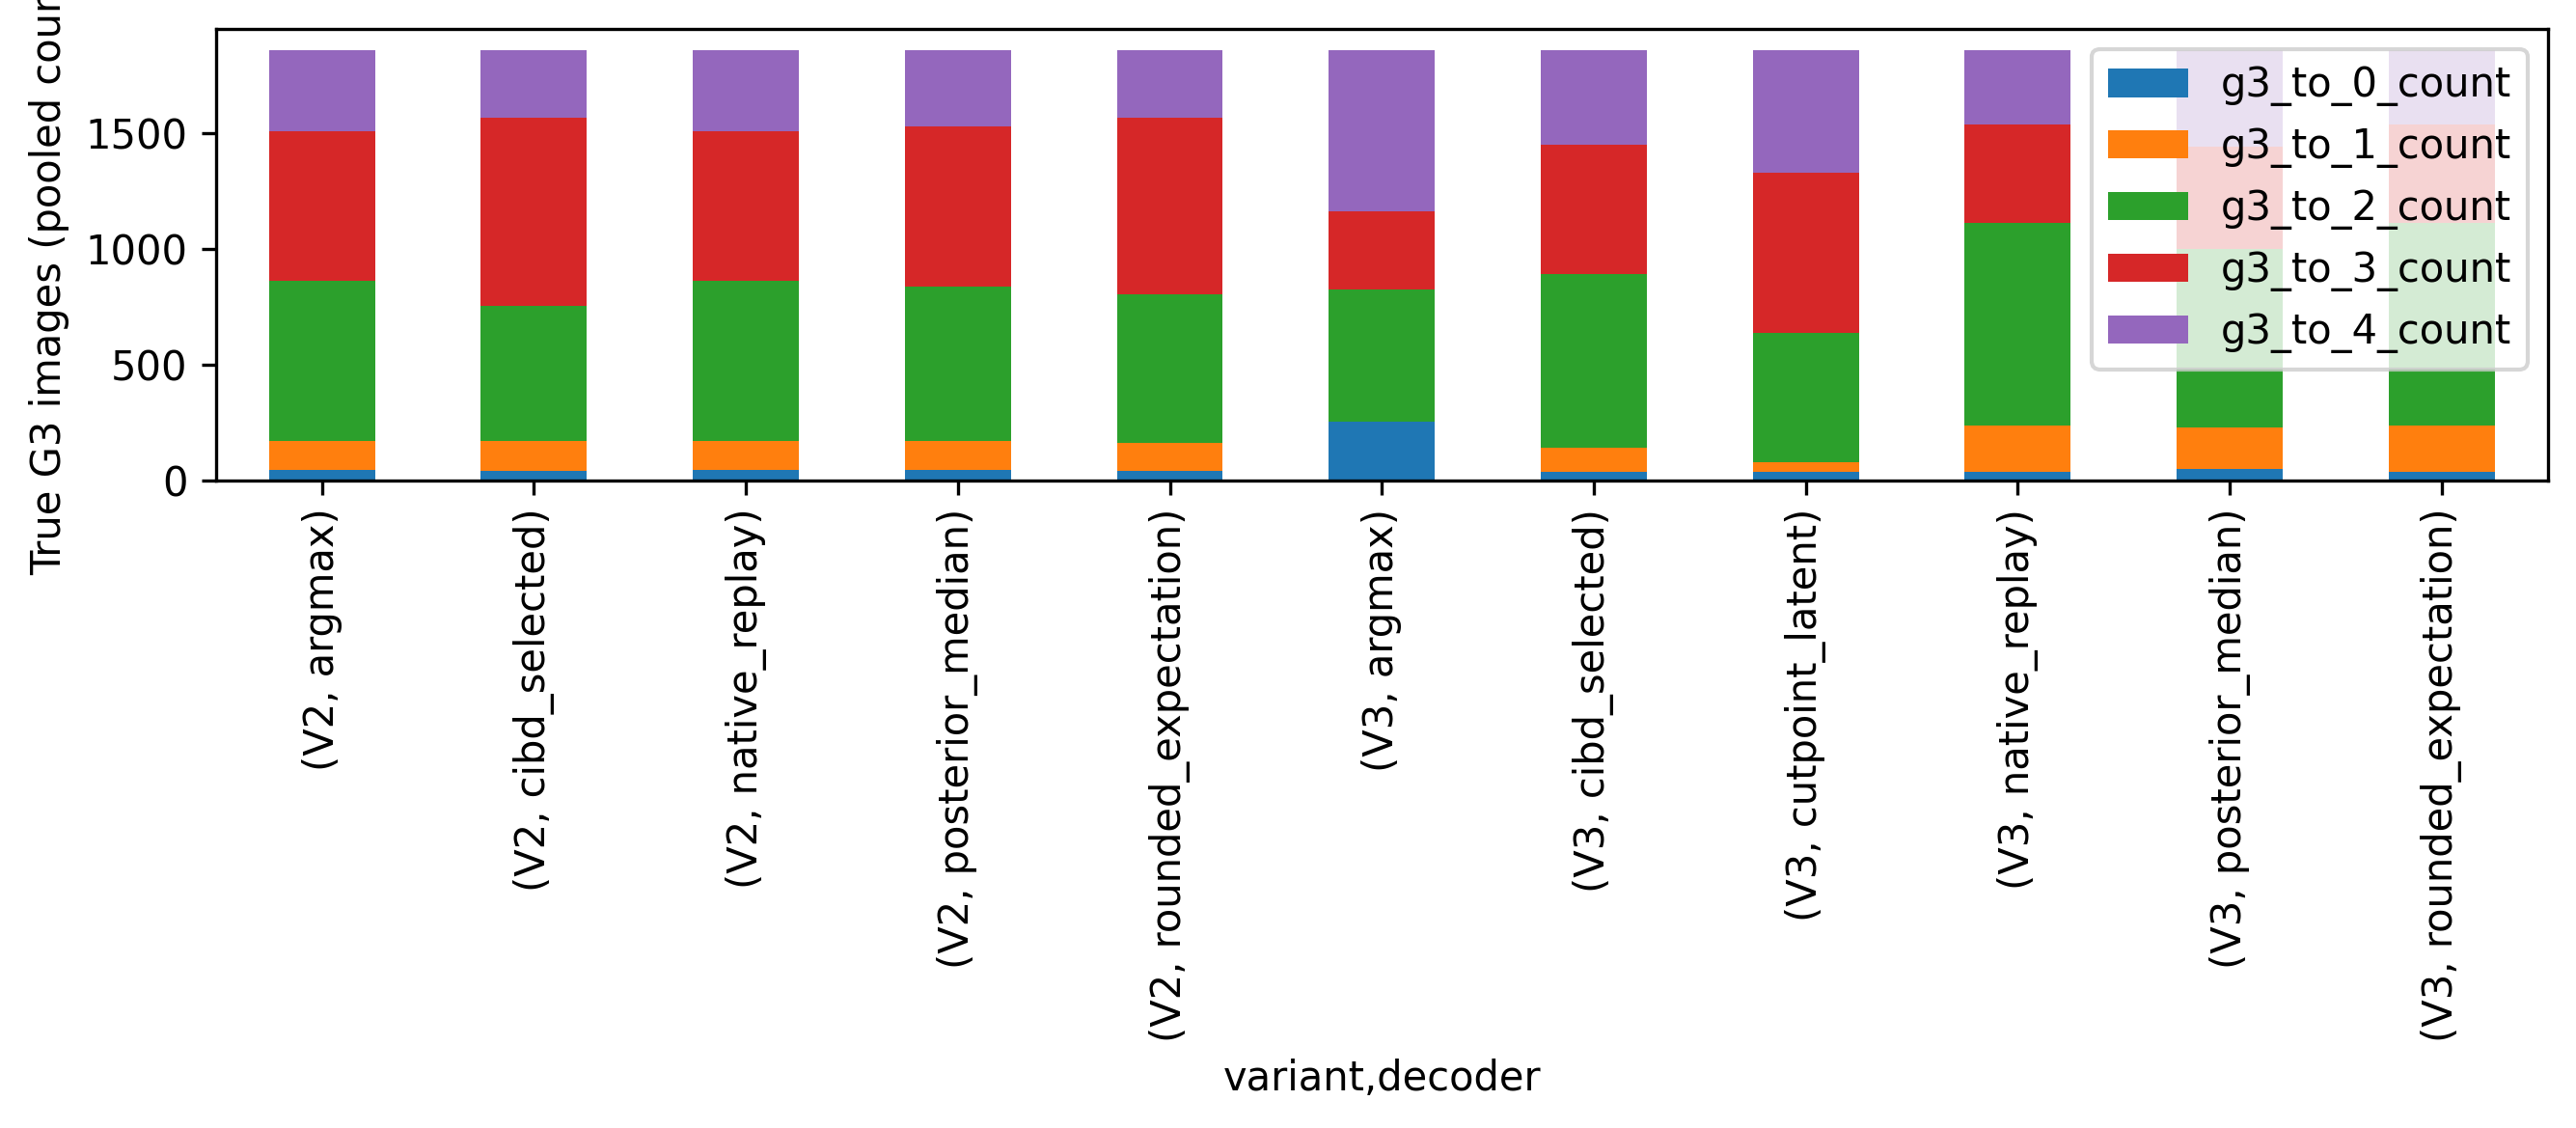 True G3 images (pooled cour
1500
1000
500
0
g3_to_0_count
g3_to_1_count
g3_to_2_count
g3_to_3_count
g3_to_4_count
(V2, argmax)
(V2, cibd_selected)
(V2, native_replay)
(V2, posterior_median)
(V2, rounded_expectation)
(V3, argmax)
(V3, cibd_selected)
(V3, cutpoint_latent)
(V3, native_replay)
(V3, posterior_median)
(V3, rounded_expectation)
variant,decoder